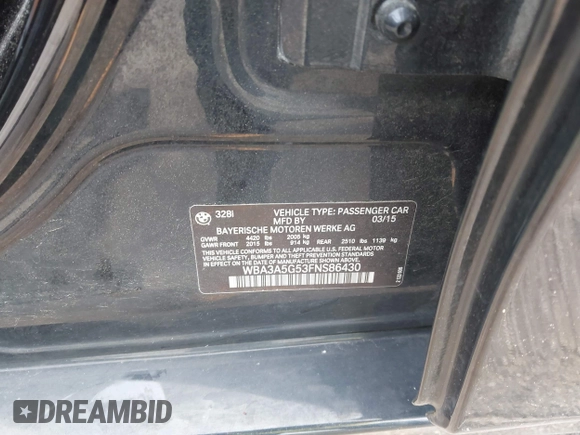 328i VEHICLE TYPE: PASSENGER CAR
MFD BY 03/15
BAYERISCHE MOTOREN WERKE AG
GVWR 4420 lbs 2005 kg
GAWR FRONT 2015 lbs 914 kg REAR 2510 lbs 1139 kg
THIS VEHICLE CONFORMS TO ALL APPLICABLE U.S. FEDERAL MOTOR
VEHICLE SAFETY, BUMPER AND THEFT PREVENTION STANDARDS
IN EFFECT ON THE DATE OF MANUFACTURE SHOWN ABOVE.
WBA3A5G53FNS86430
DREAMBID